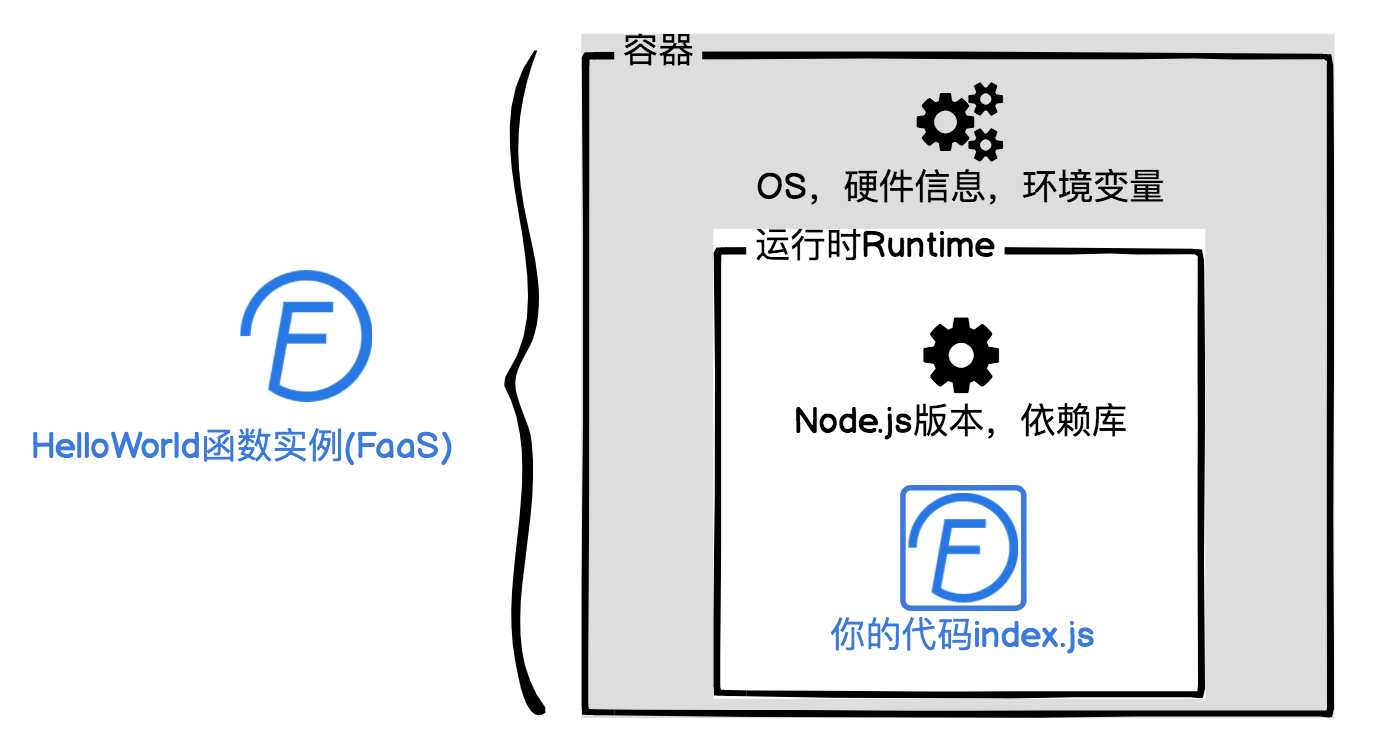 容器
OS，硬件信息，环境变量
运行时Runtime
Node.js版本，依赖库
你的代码index.js
HelloWorld函数实例(FaaS)